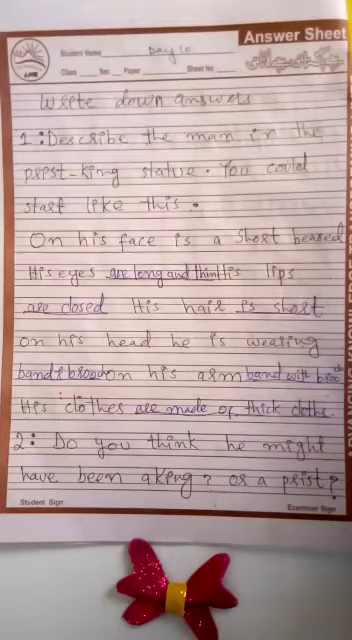 Answer Sheet
Student Name Day 10
Class Sec Paper Sheet No
Write down answers
1:Describe the man in the
priest-king statue. You could
start like this.
On his face is a short beared
His eyes are long and thin His lips
are closed His hair is short
on his head he is wearing
band & brooch on his arm band with brooch
His clothes are made of thick cloths.
2: Do you think he might
have been a king? or a prist?
Student Sign
Examiner Sign